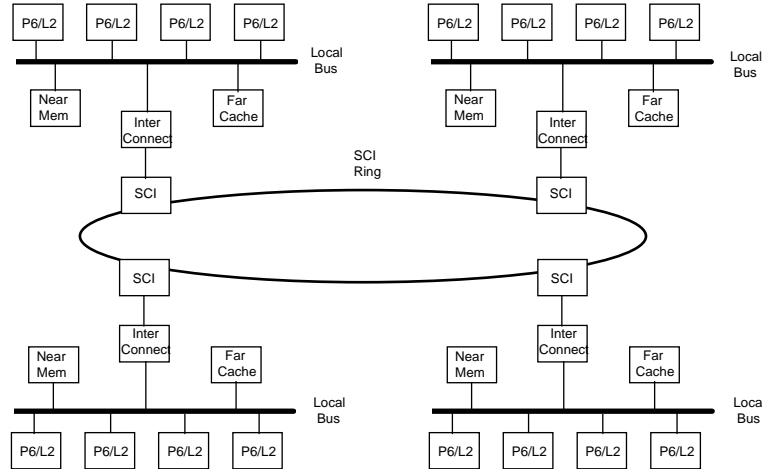 P6/L2 P6/L2 P6/L2 P6/L2
Local
Bus
Near
Mem
Inter
Connect
Far
Cache
SCI
P6/L2 P6/L2 P6/L2 P6/L2
Local
Bus
Near
Mem
Inter
Connect
Far
Cache
SCI
SCI
Ring
SCI
Inter
Connect
Near
Mem
Far
Cache
Local
Bus
P6/L2 P6/L2 P6/L2 P6/L2
SCI
Inter
Connect
Near
Mem
Far
Cache
Loca
Bus
P6/L2 P6/L2 P6/L2 P6/L2